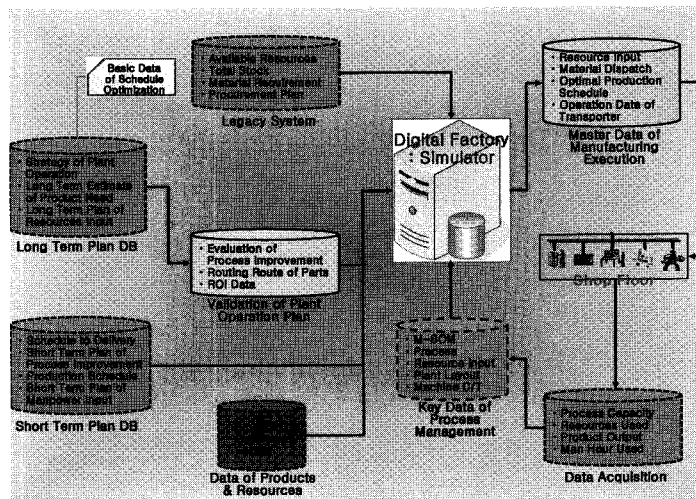 Basic Data
of Schedule
Optimization
Available Resources
Total Stock
Material Requirement
Procurement Plan
Legacy System
· Resource Input
· Material Dispatch
· Optimal Production
Schedule
· Operation Data of
Transporter
Master Data of
Manufacturing
Execution
Digital Factory
: Simulator
· Strategy of Plant
Operation
· Long Term Estimate
of Product Need
· Long Term Plan of
Resources Input
Long Term Plan DB
· Evaluation of
Process Improvement
· Routing Route of Parts
· ROI Data
Validation of Plant
Operation Plan
Shop Floor
· Schedule to Delivery
· Short Term Plan of
Process Improvement
· Production Schedule
· Short Term Plan of
Manpower Input
Short Term Plan DB
· M-BOM
· Process
· Resource Input
· Plant Layout
· Machine C/T
Key Data of
Process
Management
· Process Capacity
· Resources Used
· Product Output
· Man Hour Used
Data Acquisition
Data of Products
& Resources